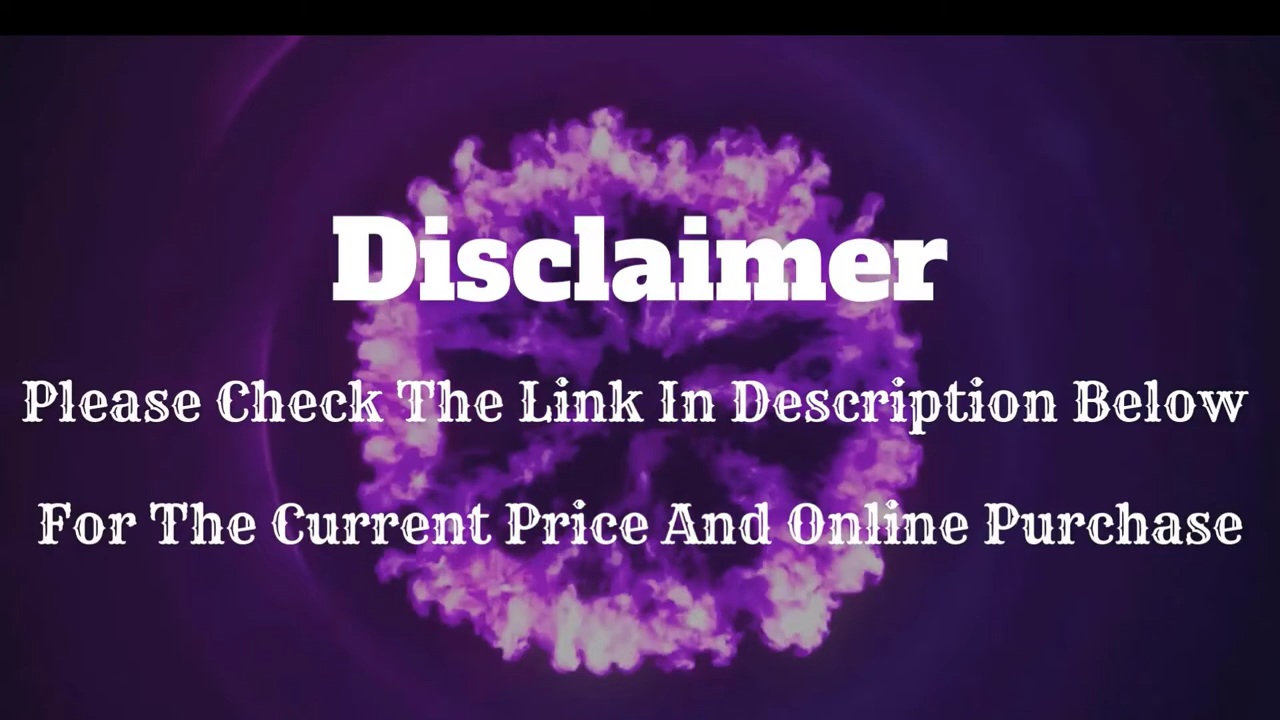 Disclaimer
Please Check The Link In Description Below
For The Current Price And Online Purchase